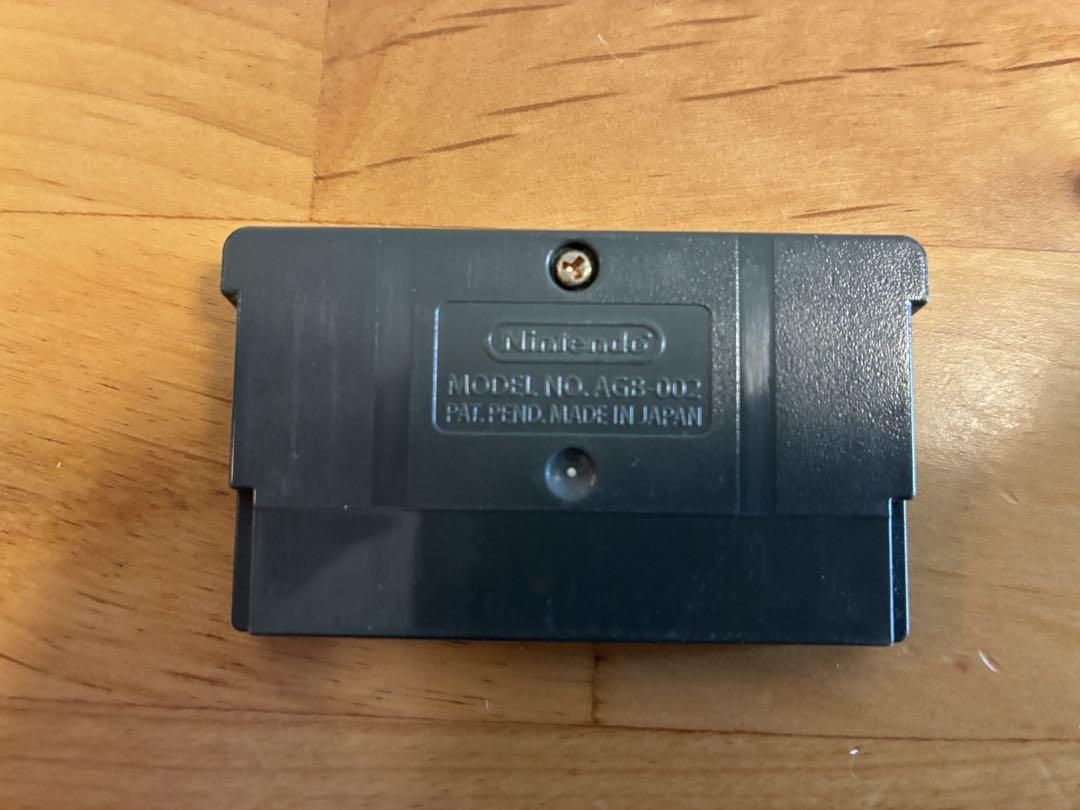 Nintendo
MODEL NO. AGB-002
PAT. PEND. MADE IN JAPAN